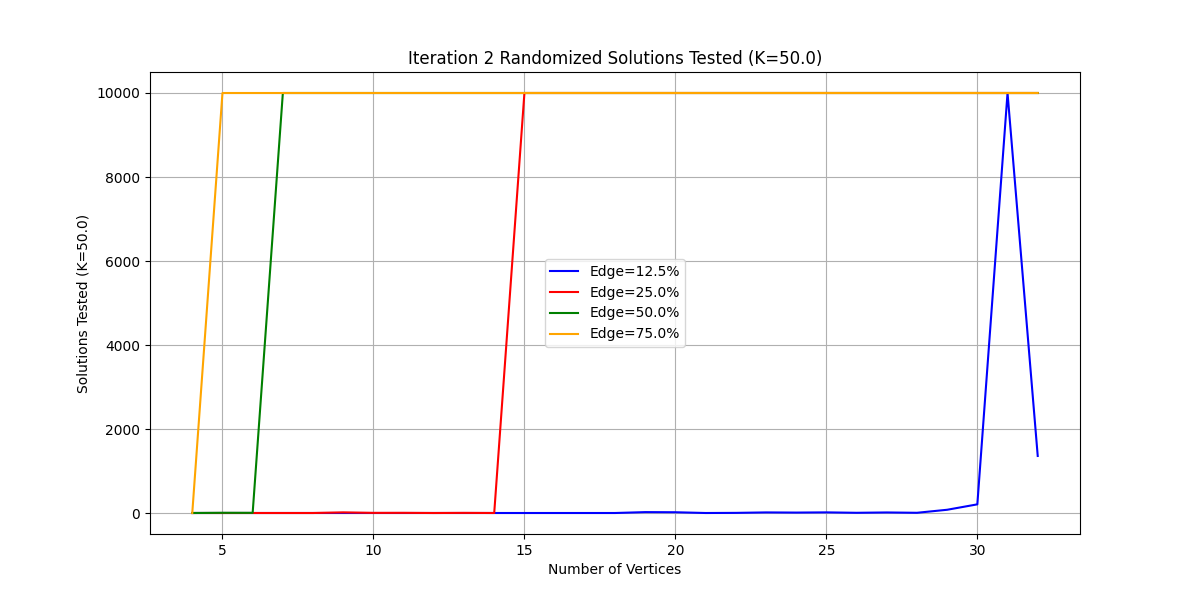 Iteration 2 Randomized Solutions Tested (K=50.0)
Solutions Tested (K=50.0)
10000
8000
6000
4000
2000
0
Edge=12.5%
Edge=25.0%
Edge=50.0%
Edge=75.0%
5 10 15 20 25 30
Number of Vertices